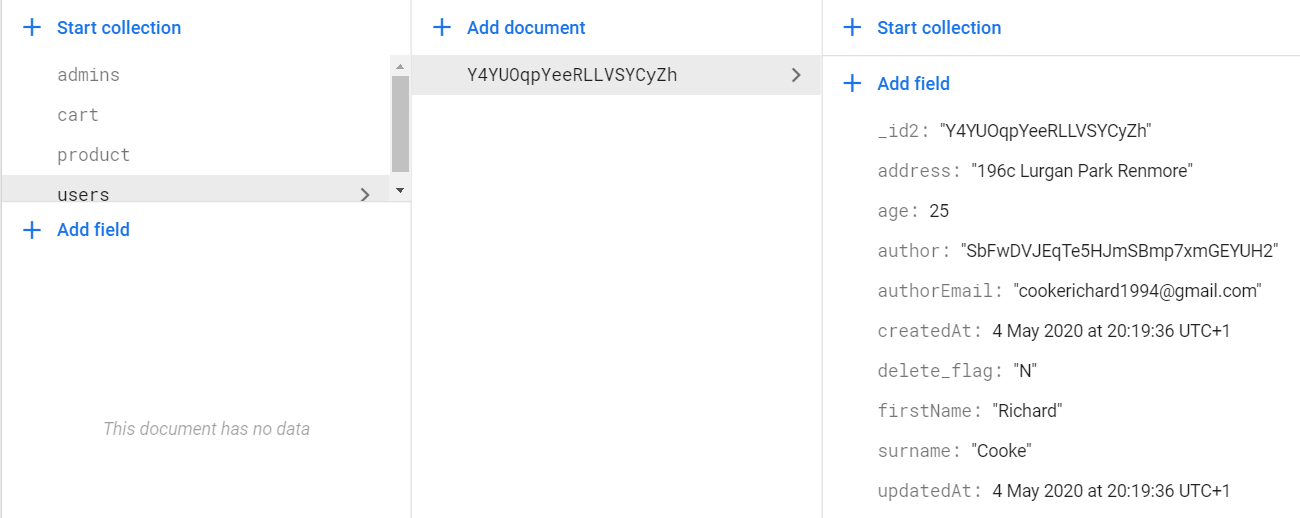 Start collection
admins
cart
product
users
Add field
This document has no data
Add document
Y4YUOqpYeeRLLVSYCyZh
Start collection
Add field
_id2: "Y4YUOqpYeeRLLVSYCyZh"
address: "196c Lurgan Park Renmore"
age: 25
author: "SbFwDVJEqTe5HJmSBmp7xmGEYUH2"
authorEmail: "cookerichard1994@gmail.com"
createdAt: 4 May 2020 at 20:19:36 UTC+1
delete_flag: "N"
firstName: "Richard"
surname: "Cooke"
updatedAt: 4 May 2020 at 20:19:36 UTC+1